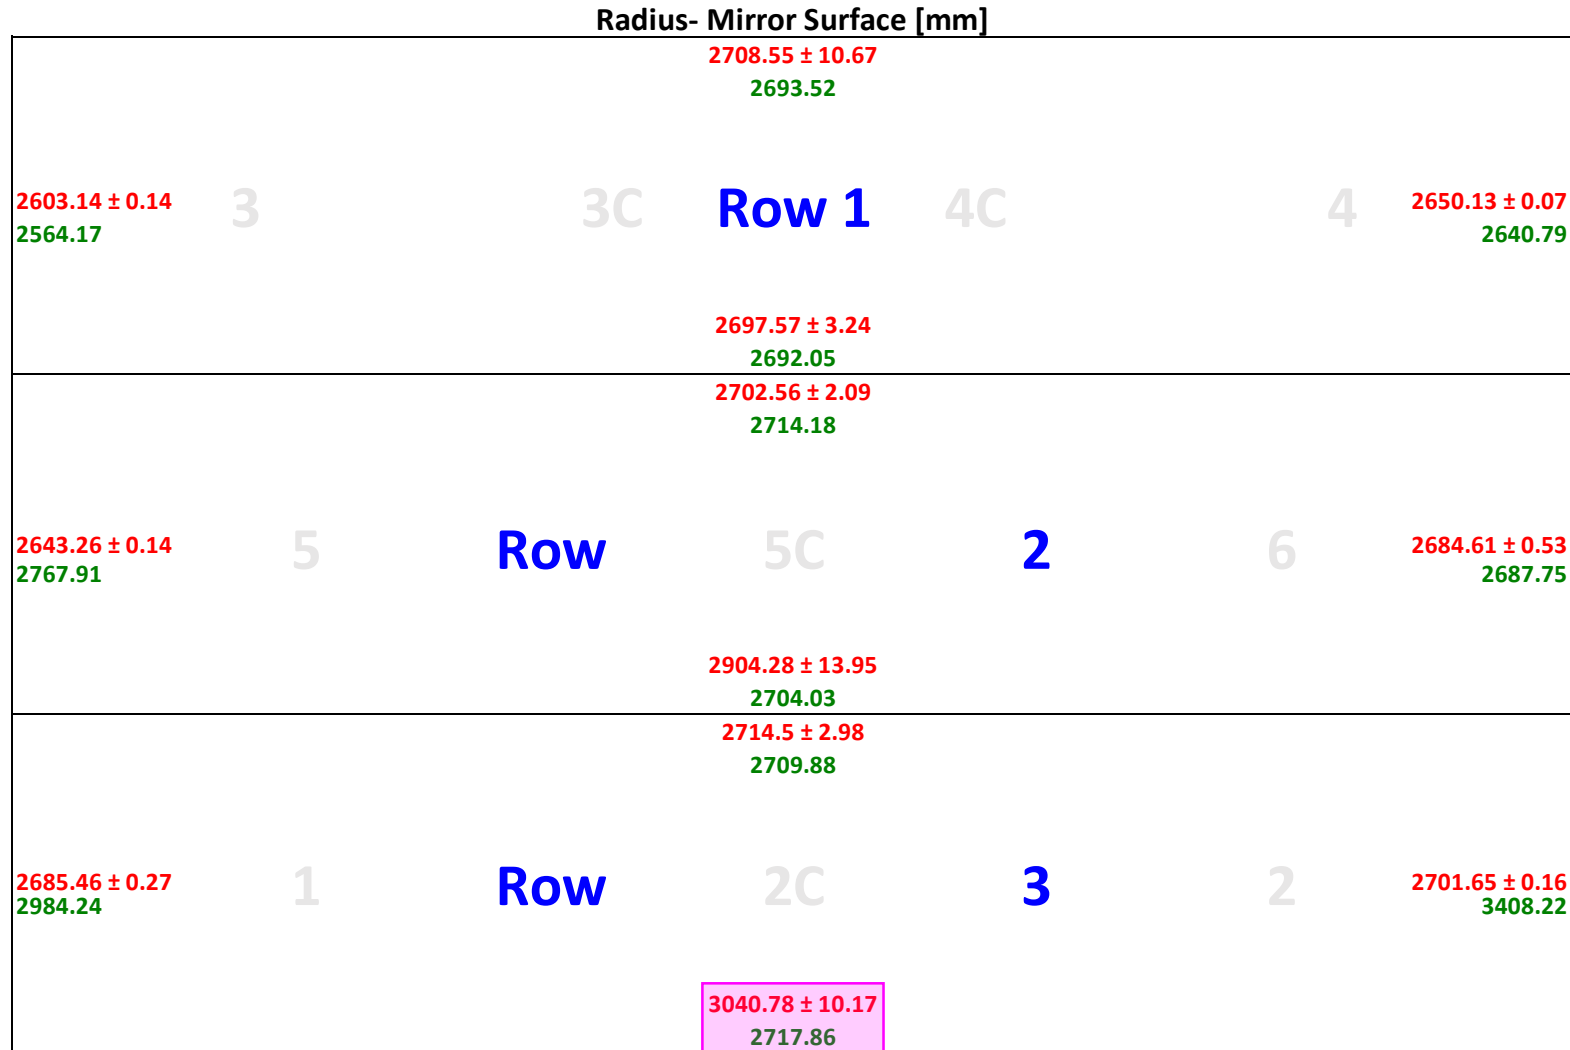 Radius- Mirror Surface [mm]
2708.55 ± 10.67
2693.52
2603.14 ± 0.14
2564.17
3 3C Row 1 4C 4
2650.13 ± 0.07
2640.79
2697.57 ± 3.24
2692.05
2702.56 ± 2.09
2714.18
2643.26 ± 0.14
2767.91
5 Row 5C 2 6
2684.61 ± 0.53
2687.75
2904.28 ± 13.95
2704.03
2714.5 ± 2.98
2709.88
2685.46 ± 0.27
2984.24
1 Row 2C 3 2
2701.65 ± 0.16
3408.22
3040.78 ± 10.17
2717.86